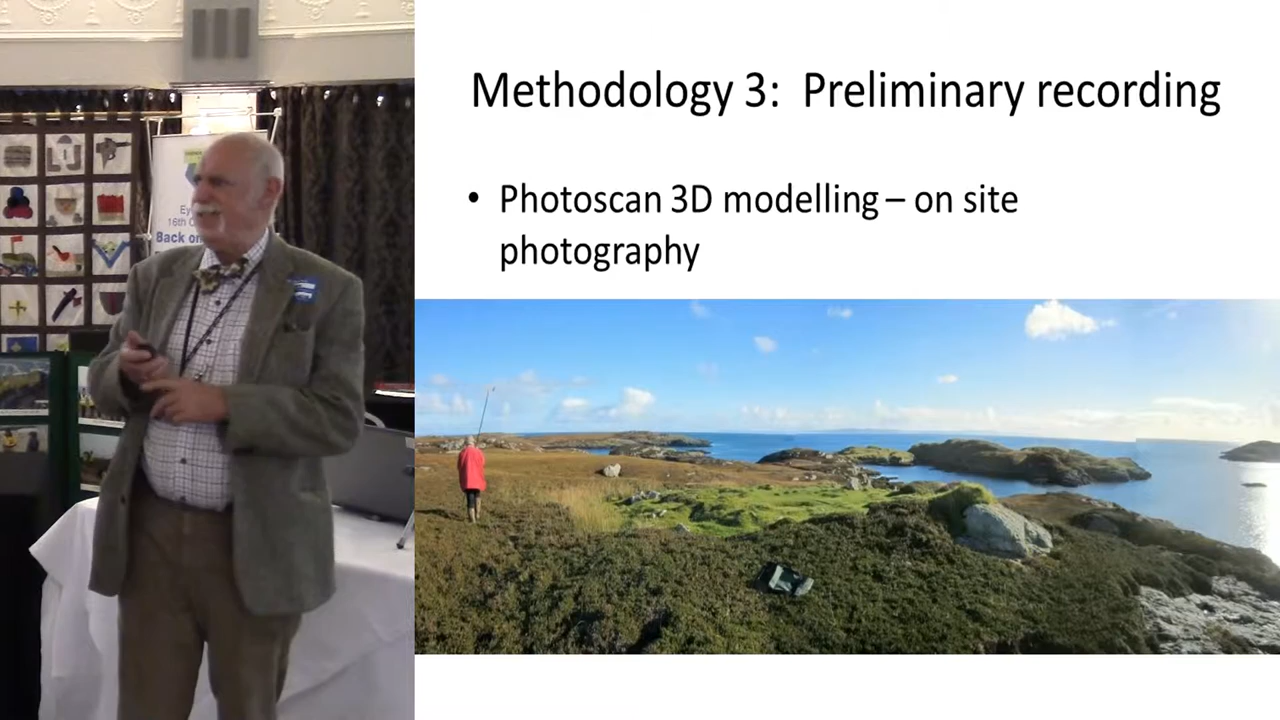 Methodology 3:  Preliminary recording
• Photoscan 3D modelling – on site
photography
16th
Back on